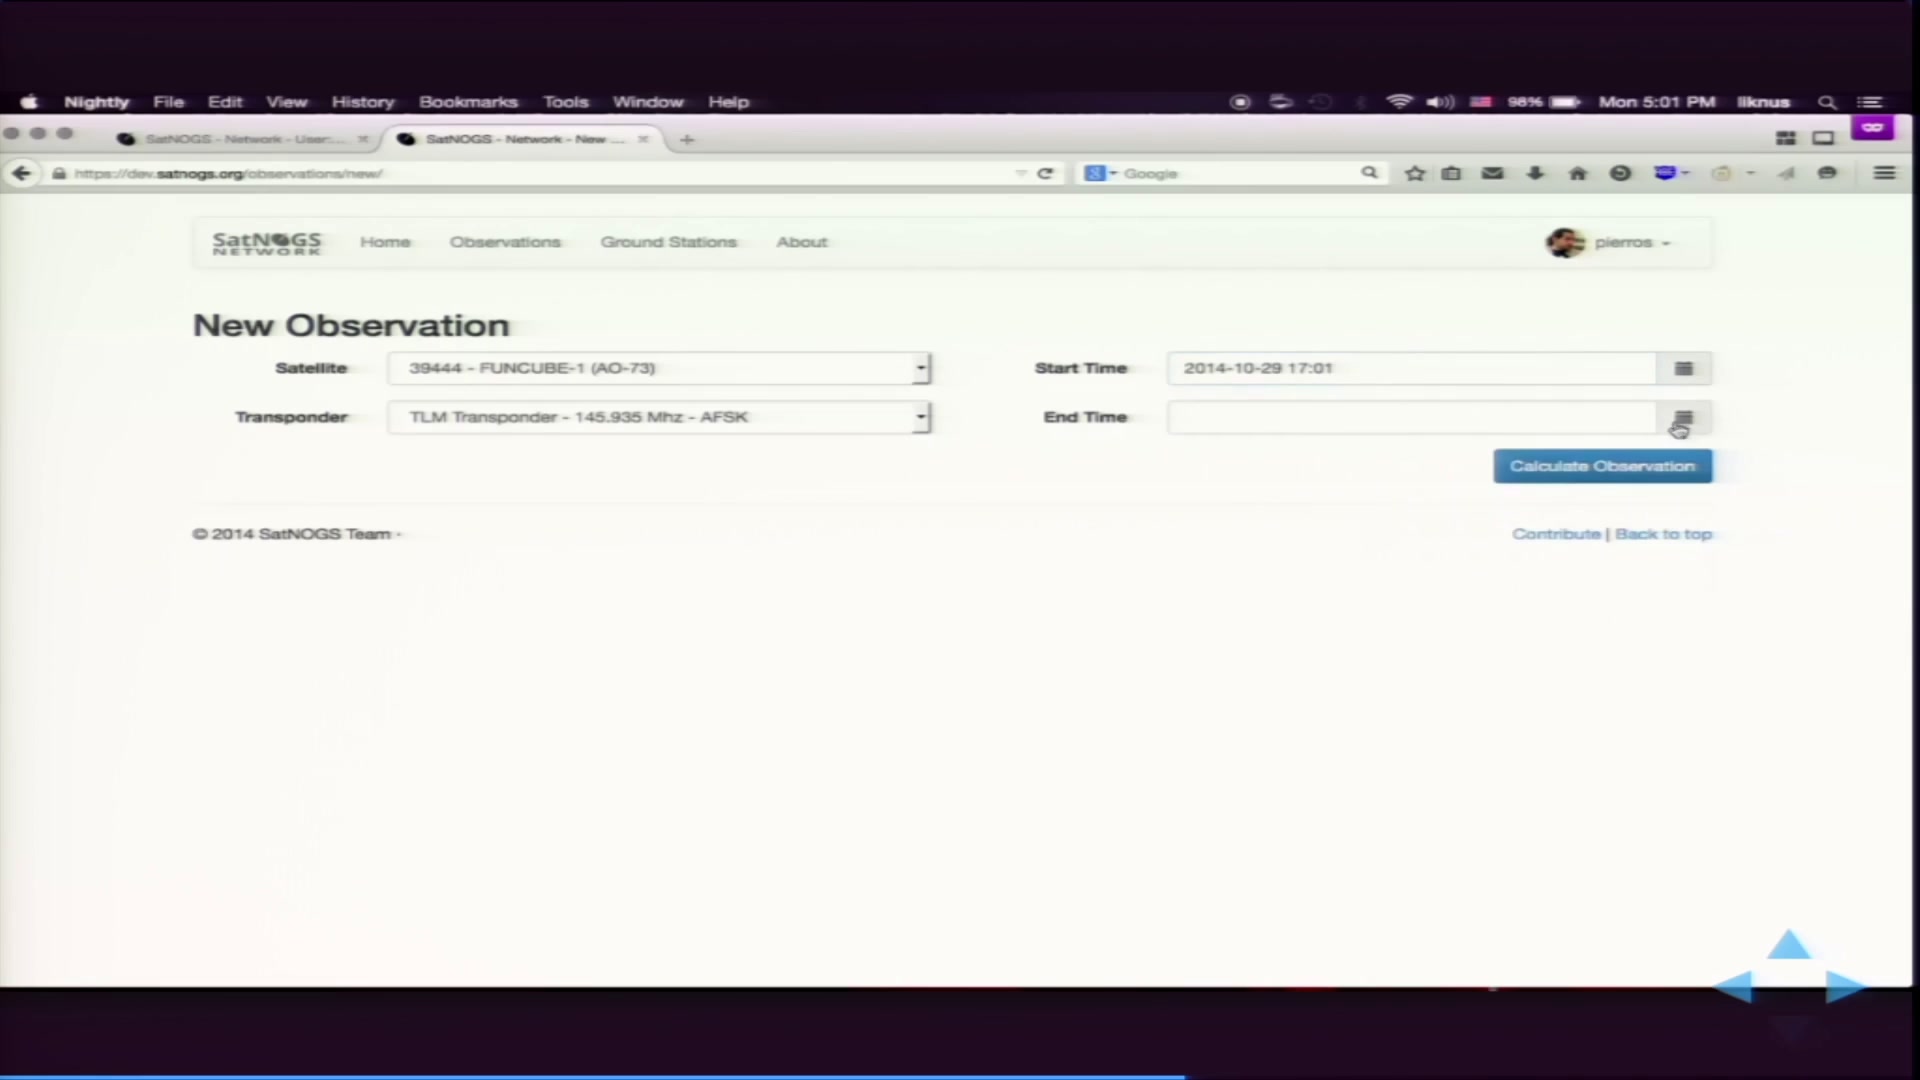 Nightly File Edit View History Bookmarks Tools Window Help 98% Mon 5:01 PM Ilknus
SatNOGS - Network - User:... SatNOGS - Network - New ...
https://dev.satnogs.org/observations/new/ Google
SatNOGS NETWORK Home Observations Ground Stations About pierros
New Observation
Satellite 39444 - FUNCUBE-1 (AO-73) Start Time 2014-10-29 17:01
Transponder TLM Transponder - 145.935 Mhz - AFSK End Time
Calculate Observation
© 2014 SatNOGS Team · Contribute | Back to top